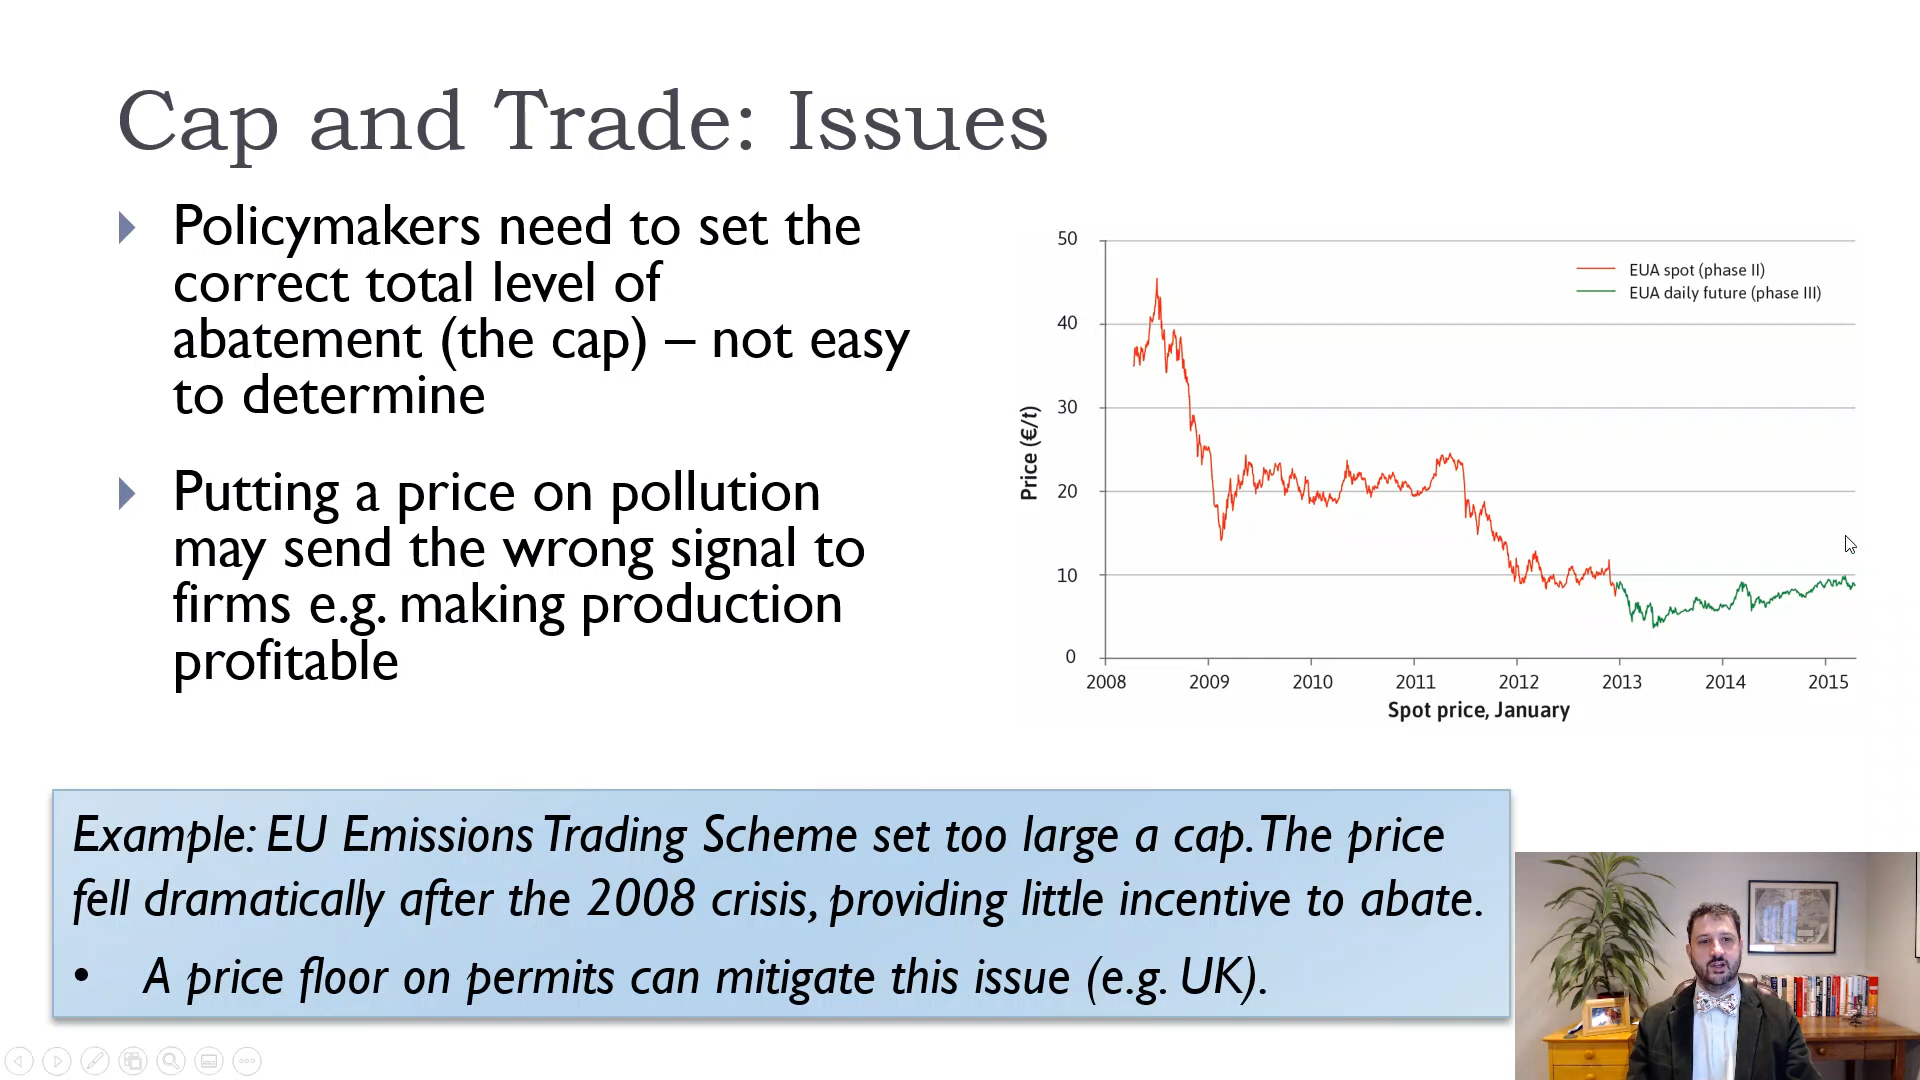 Cap and Trade: Issues
Policymakers need to set the
correct total level of
abatement (the cap) – not easy
to determine
Putting a price on pollution
may send the wrong signal to
firms e.g. making production
profitable
50
40
30
20
10
0
Price (€/t)
EUA spot (phase II)
EUA daily future (phase III)
2008 2009 2010 2011 2012 2013 2014 2015
Spot price, January
Example: EU Emissions Trading Scheme set too large a cap. The price
fell dramatically after the 2008 crisis, providing little incentive to abate.
• A price floor on permits can mitigate this issue (e.g. UK).